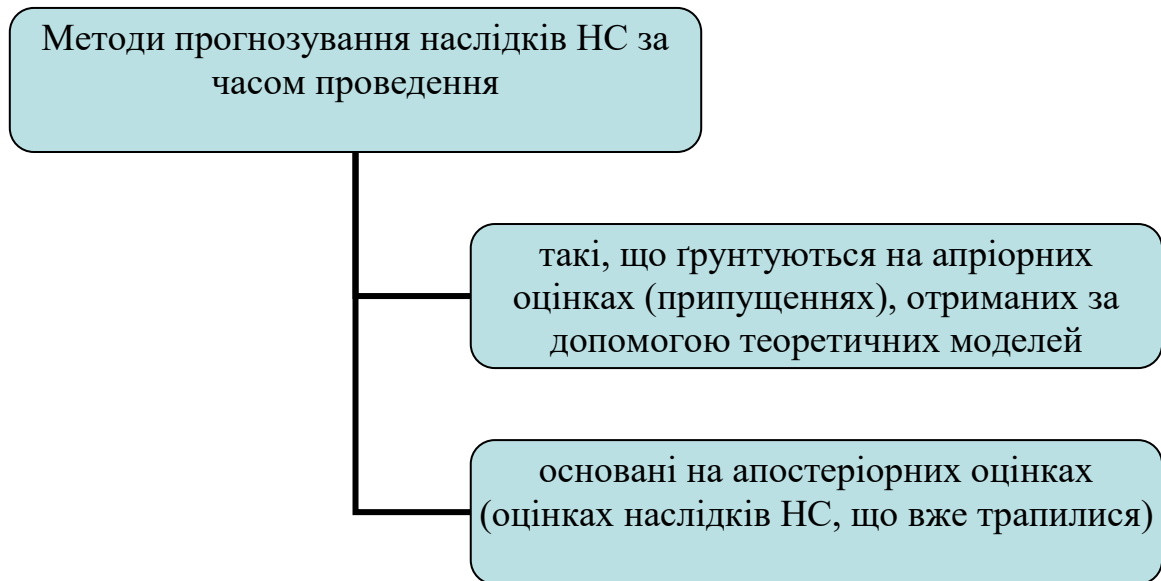 Методи прогнозування наслідків НС за
часом проведення
такі, що ґрунтуються на апріорних
оцінках (припущеннях), отриманих за
допомогою теоретичних моделей
основані на апостеріорних оцінках
(оцінках наслідків НС, що вже трапилися)